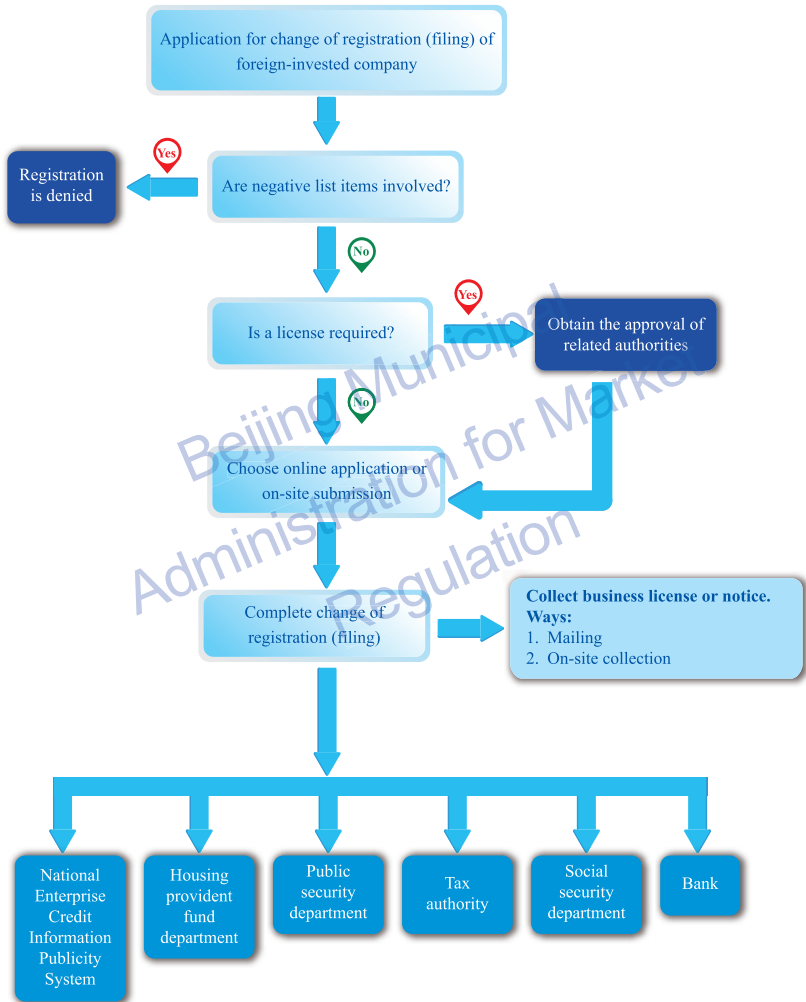 Application for change of registration (filing) of
foreign-invested company
Yes
Registration
is denied
Are negative list items involved?
No
Yes
Is a license required?
Obtain the approval of
related authorities
No
Choose online application or
on-site submission
Complete change of
registration (filing)
Collect business license or notice.
Ways:
1. Mailing
2. On-site collection
National
Enterprise
Credit
Information
Publicity
System
Housing
provident
fund
department
Public
security
department
Tax
authority
Social
security
department
Bank
Beijing Municipal
Administration for Market
Regulation